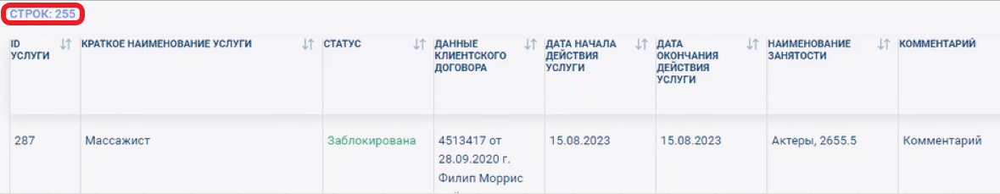 СТРОК: 255
ID УСЛУГИ
КРАТКОЕ НАИМЕНОВАНИЕ УСЛУГИ
СТАТУС
ДАННЫЕ
КЛИЕНТСКОГО
ДОГОВОРА
ДАТА НАЧАЛА
ДЕЙСТВИЯ
УСЛУГИ
ДАТА
ОКОНЧАНИЯ
ДЕЙСТВИЯ
УСЛУГИ
НАИМЕНОВАНИЕ
ЗАНЯТОСТИ
КОММЕНТАРИЙ
287
Массажист
Заблокирована
4513417 от
28.09.2020 г.
Филип Моррис
15.08.2023
15.08.2023
Актеры, 2655.5
Комментарий